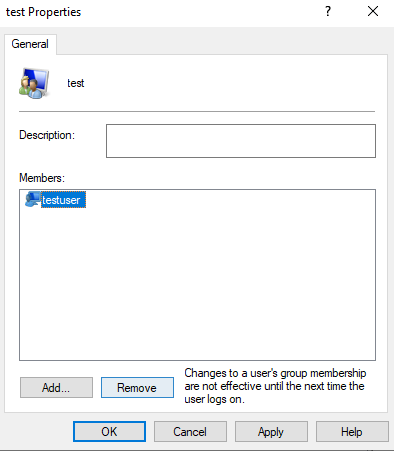 test Properties
?
General
test
Description:
Members:
testuser
Add...
Remove
Changes to a user's group membership
are not effective until the next time the
user logs on.
OK
Cancel
Apply
Help